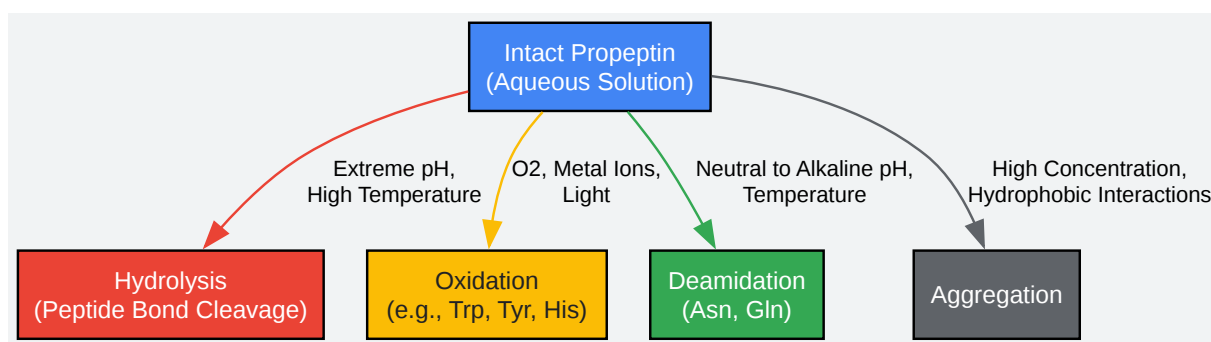 Intact Propeptin
(Aqueous Solution)
Extreme pH,
High Temperature
O2, Metal Ions,
Light
Neutral to Alkaline pH,
Temperature
High Concentration,
Hydrophobic Interactions
Hydrolysis
(Peptide Bond Cleavage)
Oxidation
(e.g., Trp, Tyr, His)
Deamidation
(Asn, Gln)
Aggregation